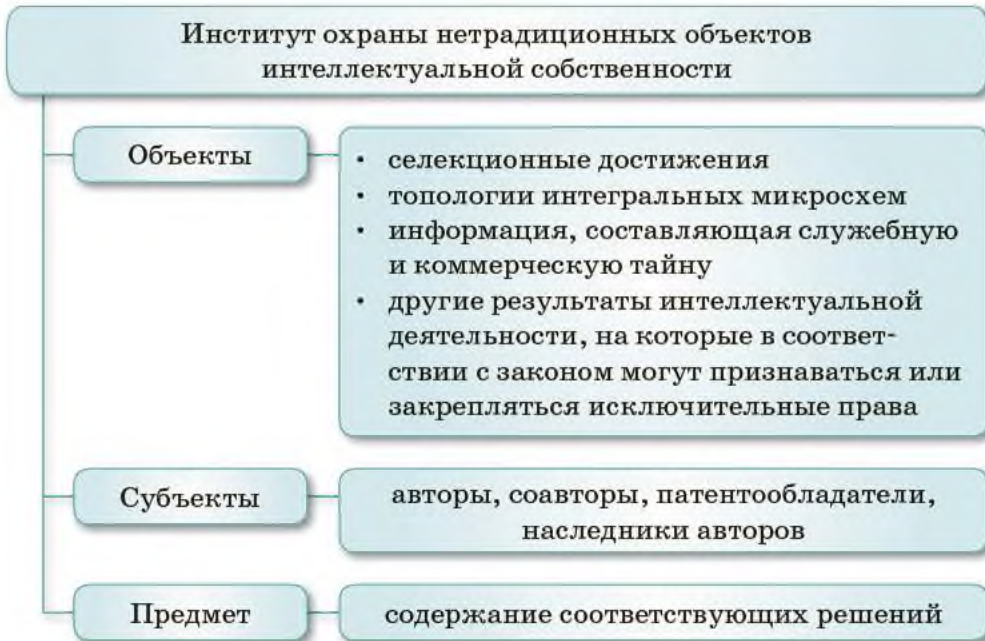 Институт охраны нетрадиционных объектов
интеллектуальной собственности
Объекты
• селекционные достижения
• топологии интегральных микросхем
• информация, составляющая служебную
и коммерческую тайну
• другие результаты интеллектуальной
деятельности, на которые в соответ-
ствии с законом могут признаваться или
закрепляться исключительные права
Субъекты
авторы, соавторы, патентообладатели,
наследники авторов
Предмет
содержание соответствующих решений